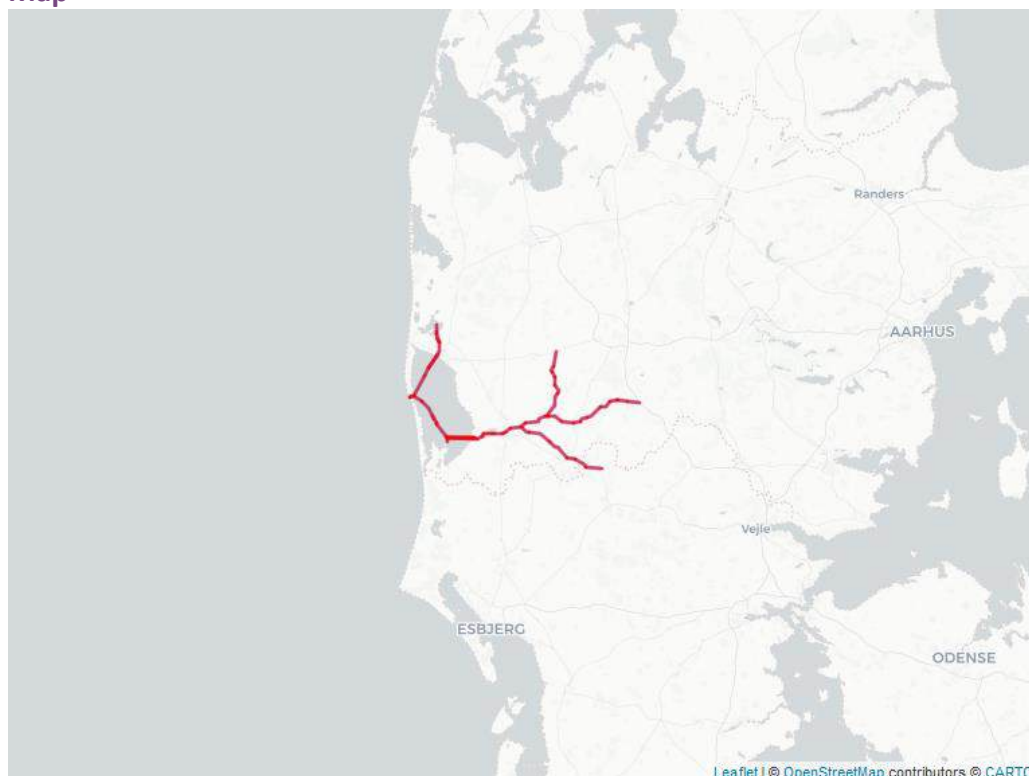 Map
Randers
AARHUS
Vejle
ESBJERG
ODENSE
Leaflet | © OpenStreetMap contributors © CARTO